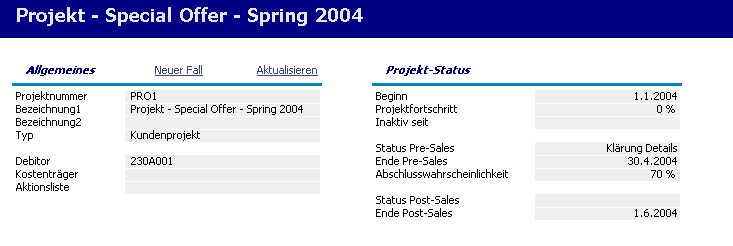 Projekt - Special Offer - Spring 2004
Allgemeines Neuer Fall Aktualisieren
Projektnummer PRO1
Bezeichnung1 Projekt - Special Offer - Spring 2004
Bezeichnung2
Typ Kundenprojekt
Debitor 230A001
Kostenträger
Aktionsliste
Projekt-Status
Beginn 1.1.2004
Projektfortschritt 0 %
Inaktiv seit
Status Pre-Sales Klärung Details
Ende Pre-Sales 30.4.2004
Abschlusswahrscheinlichkeit 70 %
Status Post-Sales
Ende Post-Sales 1.6.2004